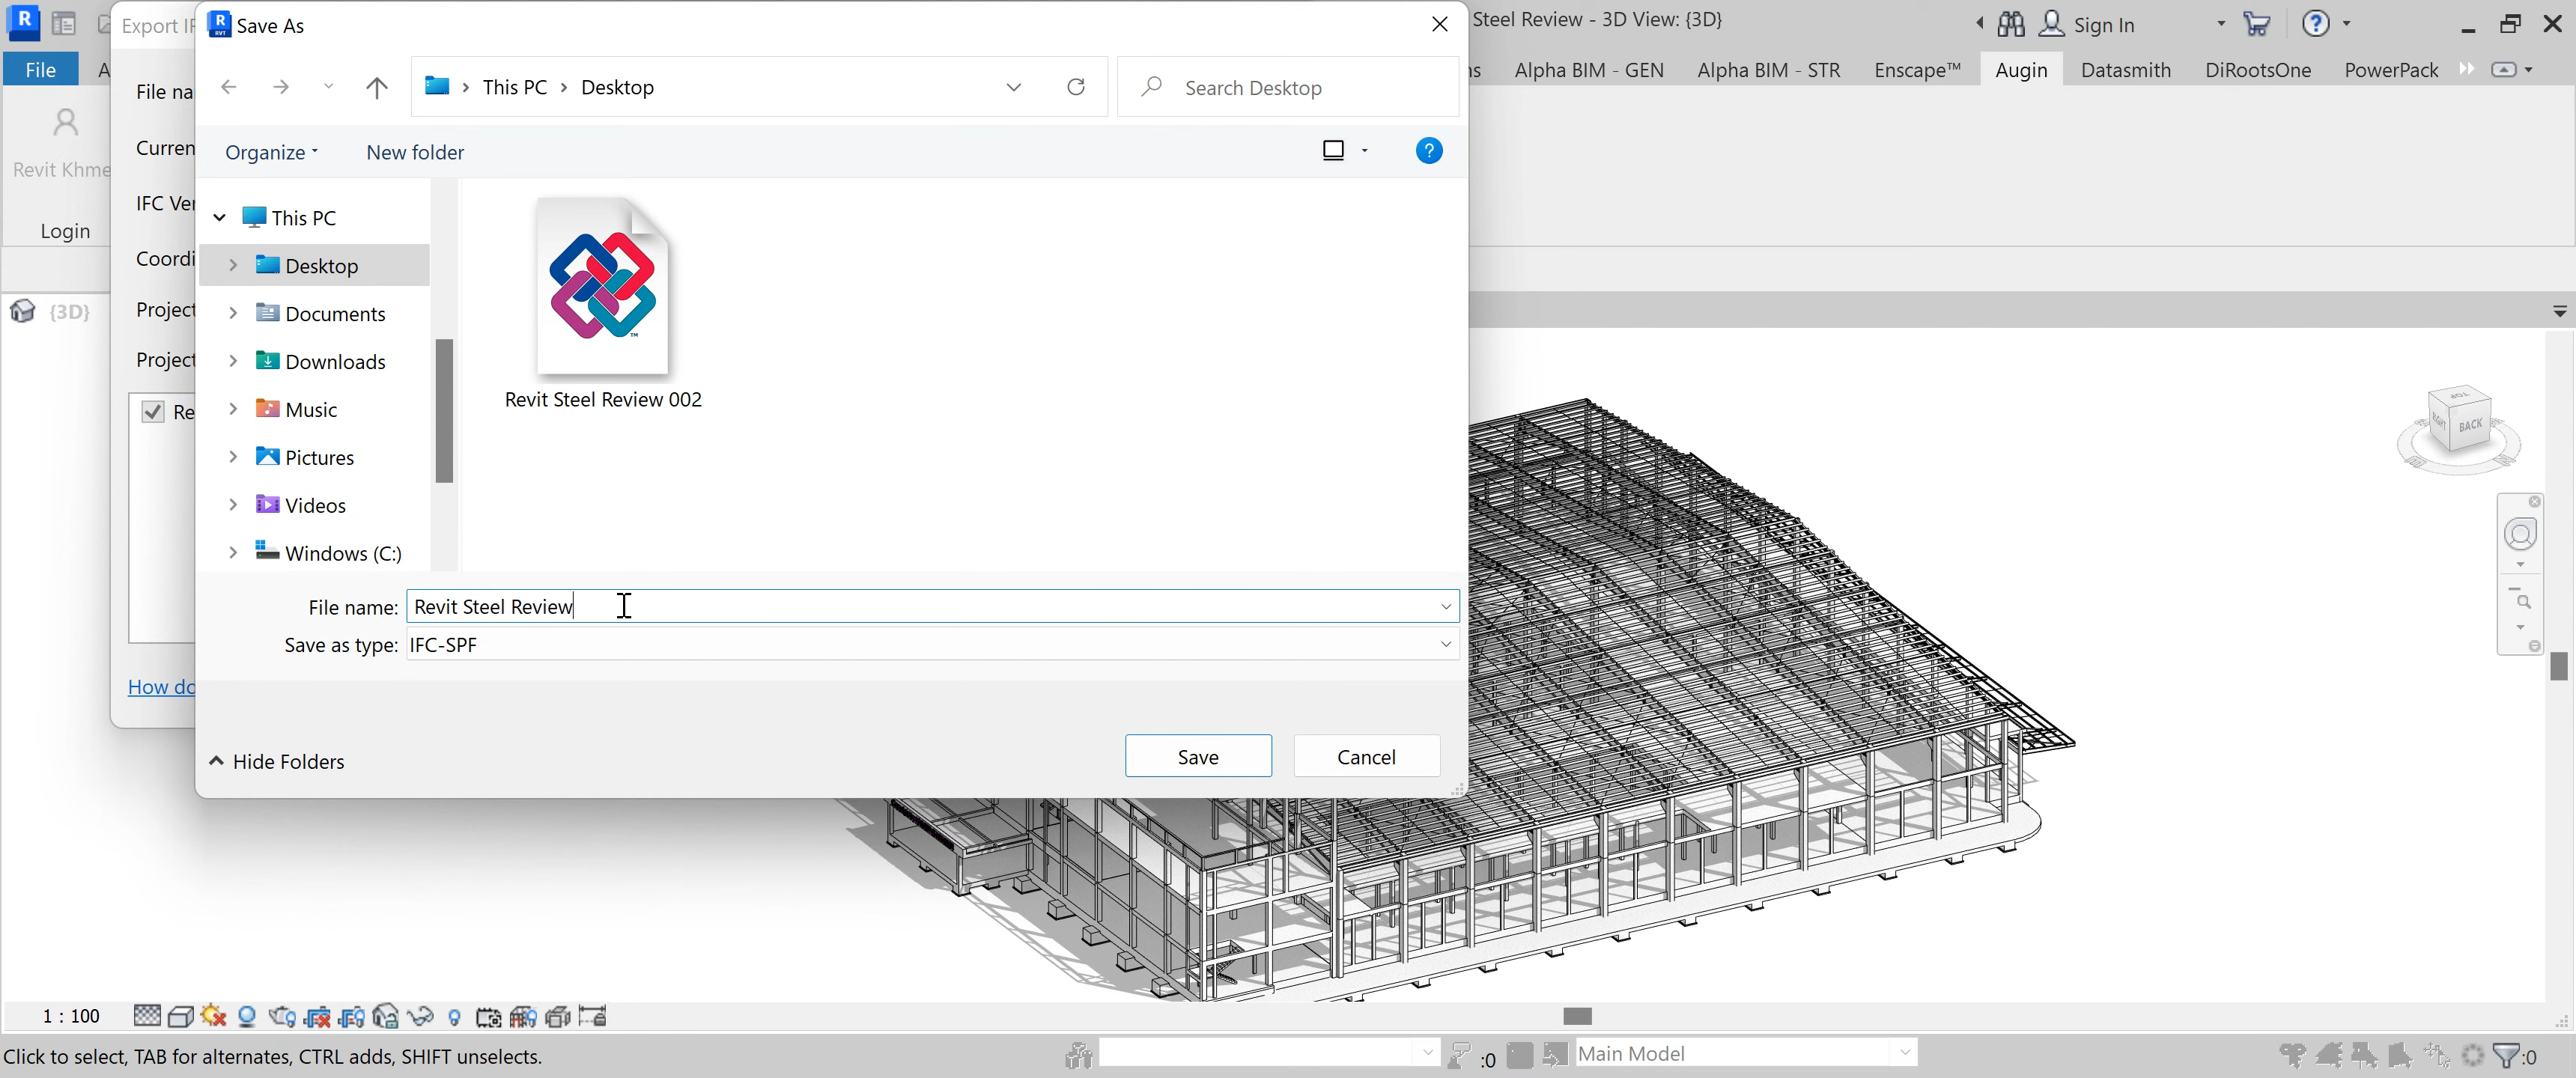 R
Export IF
Save As
Steel Review - 3D View: {3D}
Sign In
File
A
Alpha BIM - GEN
Alpha BIM - STR
Enscape™
Augin
Datasmith
DiRootsOne
PowerPack
File na
This PC > Desktop
Search Desktop
Curren
Organize
New folder
Revit Khme
IFC Ver
This PC
Login
Coordi
Desktop
{3D}
Project
Documents
Project
Downloads
Re
Music
Revit Steel Review 002
TOP
RIGHT
BACK
Pictures
Videos
Windows (C:)
File name: Revit Steel Review
Save as type: IFC-SPF
How do
Hide Folders
Save
Cancel
1 : 100
Click to select, TAB for alternates, CTRL adds, SHIFT unselects.
:0
Main Model
:0